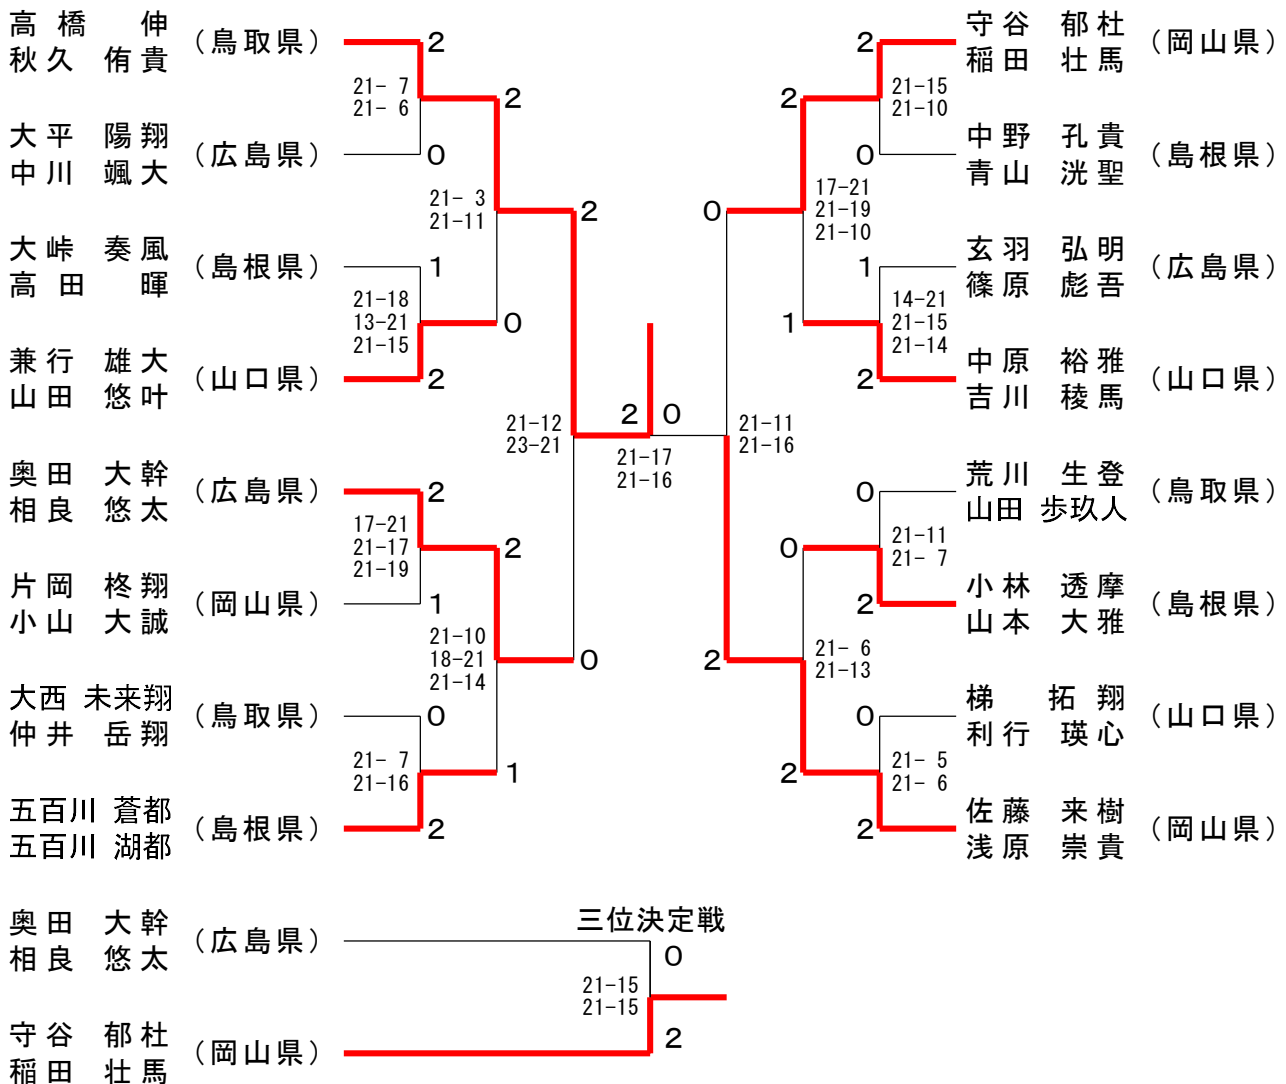 高橋 伸
秋久 侑貴
（鳥取県）
2
21- 7
21- 6
大平 陽翔
中川 颯大
（広島県）
0
2
21- 3
21-11
大峠 奏風
高田 暉
（島根県）
1
21-18
13-21
21-15
0
兼行 雄大
山田 悠叶
（山口県）
2
2
21-12
23-21
奥田 大幹
相良 悠太
（広島県）
2
17-21
21-17
21-19
2
片岡 柊翔
小山 大誠
（岡山県）
1
21-10
18-21
21-14
0
大西 未来翔
仲井 岳翔
（鳥取県）
0
21- 7
21-16
1
五百川 蒼都
五百川 湖都
（島根県）
2
2 0
21-17
21-16
守谷 郁杜
稲田 壮馬
（岡山県）
2
21-15
21-10
2
中野 孔貴
青山 洸聖
（島根県）
0
17-21
21-19
21-10
0
玄羽 弘明
篠原 彪吾
（広島県）
1
14-21
21-15
21-14
1
中原 裕雅
吉川 稜馬
（山口県）
2
21-11
21-16
荒川 生登
山田 歩玖人
（鳥取県）
0
21-11
21- 7
0
小林 透摩
山本 大雅
（島根県）
2
21- 6
21-13
2
梯 拓翔
利行 瑛心
（山口県）
0
21- 5
21- 6
2
佐藤 来樹
浅原 崇貴
（岡山県）
2
三位決定戦
奥田 大幹
相良 悠太
（広島県）
0
21-15
21-15
守谷 郁杜
稲田 壮馬
（岡山県）
2